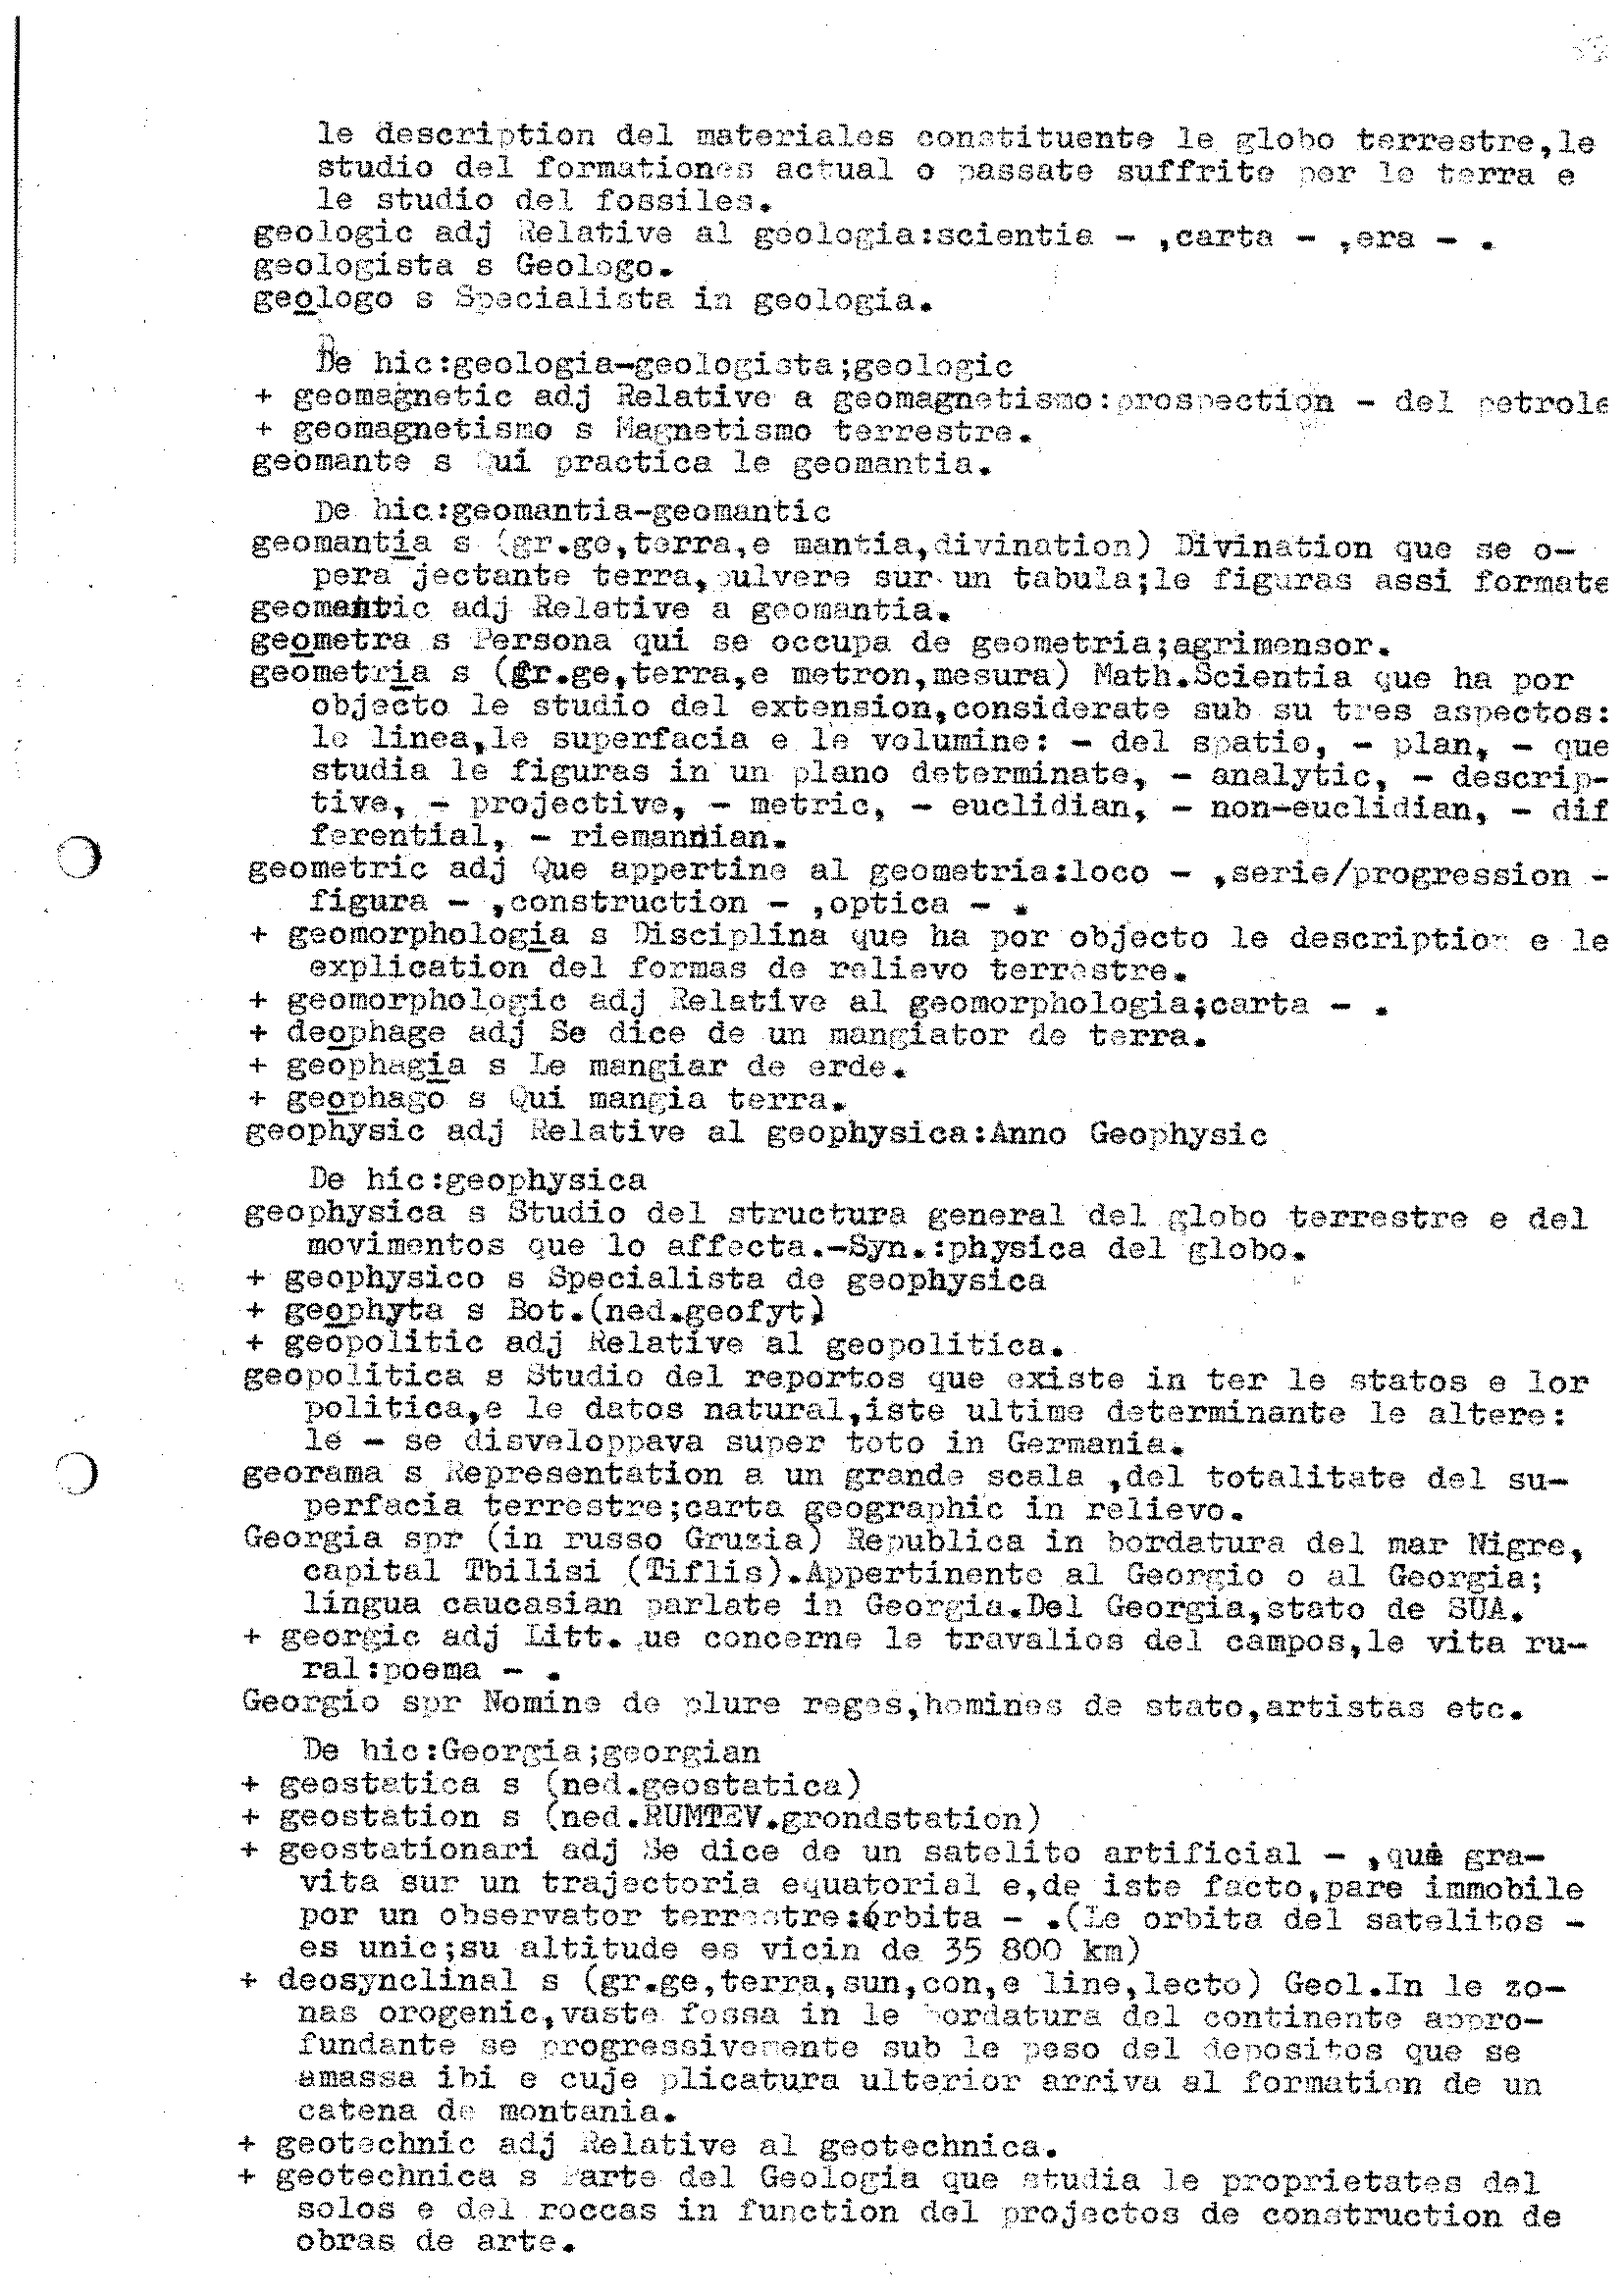 le description del materiales constituente le globo terrestre,le
studio del formationes actual o passate suffrite per le terra e
le studio del fossiles.
geologic adj Relative al geologia:scientia - ,carta - ,era - .
geologista s Geologo.
geologo s Specialista in geologia.
De hic:geologia-geologista;geologic
+ geomagnetic adj Relative a geomagnetismo:prospection - del petrole
+ geomagnetismo s Magnetismo terrestre.
geomante s Qui practica le geomantia.
De hic:geomantia-geomantic
geomantia s (gr.ge,terra,e mantia,divination) Divination que se o-
pera jectante terra,pulvere sur un tabula;le figuras assi formate
geomantic adj Relative a geomantia.
geometra s Persona qui se occupa de geometria;agrimensor.
geometria s (gr.ge,terra,e metron,mesura) Math.Scientia que ha por
objecto le studio del extension,considerate sub su tres aspectos:
le linea,le superfacia e le volumine: - del spatio, - plan, - que
studia le figuras in un plano determinate, - analytic, - descrip-
tive, - projective, - metric, - euclidian, - non-euclidian, - dif
ferential, - riemannian.
geometric adj Que appertine al geometria:loco - ,serie/progression -
figura - ,construction - ,optica - .
+ geomorphologia s Disciplina que ha por objecto le description e le
explication del formas de relievo terrestre.
+ geomorphologic adj Relative al geomorphologia;carta - .
+ deophage adj Se dice de un mangiator de terra.
+ geophagia s Le mangiar de erde.
+ geophago s Qui mangia terra.
geophysic adj Relative al geophysica:Anno Geophysic
De hic:geophysica
geophysica s Studio del structura general del globo terrestre e del
movimentos que lo affecta.-Syn.:physica del globo.
+ geophysico s Specialista de geophysica
+ geophyta s Bot.(ned.geofyt)
+ geopolitic adj Relative al geopolitica.
geopolitica s Studio del reportos que existe in ter le statos e lor
politica,e le datos natural,iste ultime determinante le altere:
le - se disveloppava super toto in Germania.
georama s Representation a un grande scala ,del totalitate del su-
perfacia terrestre;carta geographic in relievo.
Georgia spr (in russo Gruzia) Republica in bordatura del mar Nigre,
capital Tbilisi (Tiflis).Appertinente al Georgio o al Georgia;
lingua caucasian parlate in Georgia.Del Georgia,stato de SUA.
+ georgic adj Litt. ue concerne le travalios del campos,le vita ru-
ral:poema - .
Georgio spr Nomine de plure reges,homines de stato,artistas etc.
De hic:Georgia;georgian
+ geostatica s (ned.geostatica)
+ geostation s (ned.RUMTEV.grondstation)
+ geostationari adj Se dice de un satelito artificial - ,que gra-
vita sur un trajectoria equatorial e,de iste facto,pare immobile
por un observator terrestre:órbita - .(Le orbita del satelitos -
es unic;su altitude es vicin de 35 800 km)
+ deosynclinal s (gr.ge,terra,sun,con,e line,lecto) Geol.In le zo-
nas orogenic,vaste fossa in le bordatura del continente appro-
fundante se progressivemente sub le peso del depositos que se
amassa ibi e cuje plicatura ulterior arriva al formation de un
catena de montania.
+ geotechnic adj Relative al geotechnica.
+ geotechnica s Parte del Geologia que studia le proprietates del
solos e del roccas in function del projectos de construction de
obras de arte.